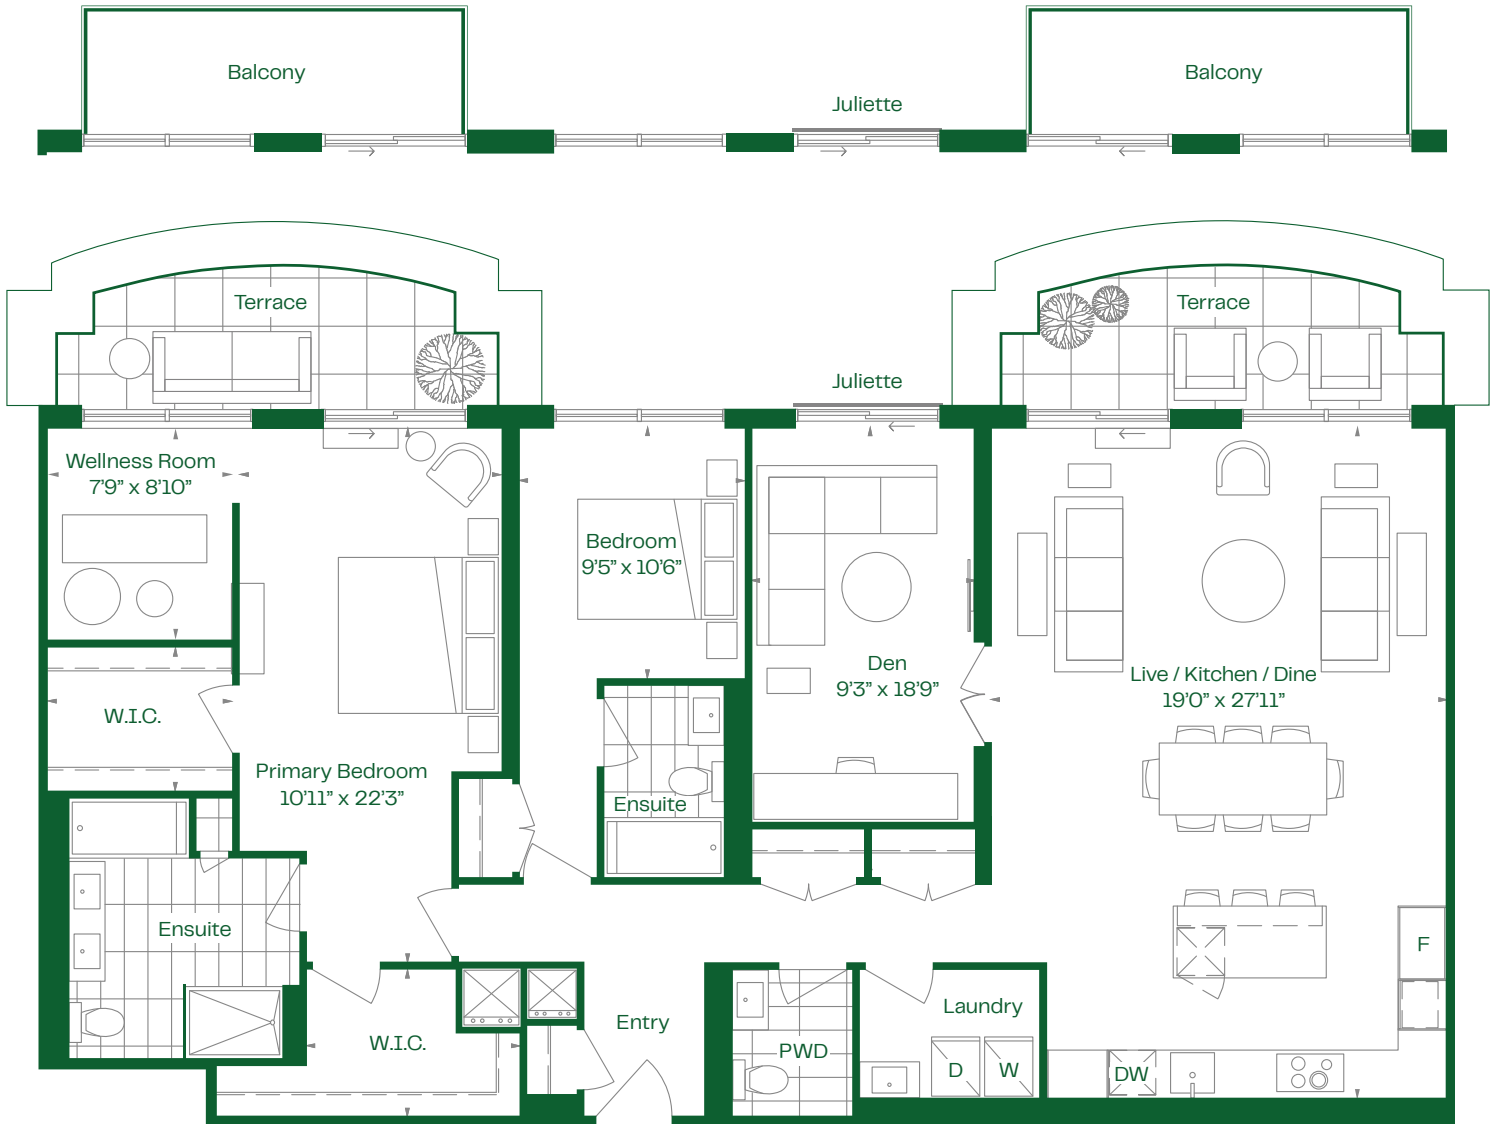 Balcony
Balcony
Juliette
Terrace
Terrace
Juliette
Wellness Room
7'9” x 8'10”
Bedroom
9'5” x 10'6”
Den
9'3” x 18'9”
Live / Kitchen / Dine
19'0” x 27'11”
W.I.C.
Primary Bedroom
10'11” x 22'3”
Ensuite
Ensuite
F
Laundry
Entry
W.I.C.
PWD
D
W
DW